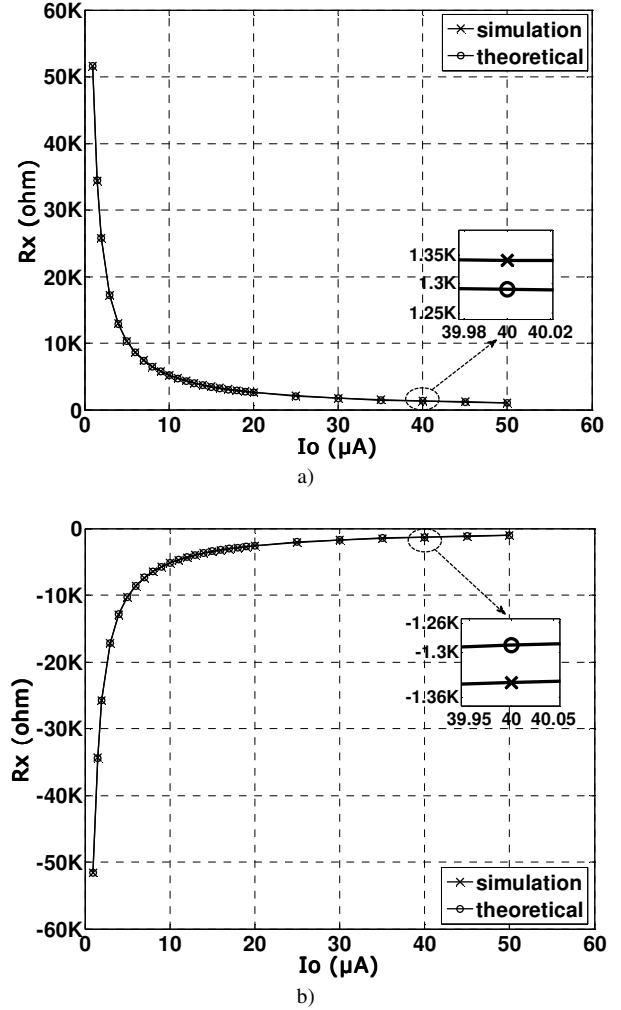 60K
simulation
theoretical
50K
40K
30K
Rx (ohm)
20K
1.35K
1.3K
1.25K
39.98 40 40.02
10K
0
0 10 20 30 40 50 60
Io (µA)
a)
0
-10K
-1.26K
-1.3K
-1.36K
39.95 40 40.05
-20K
-30K
Rx (ohm)
-40K
-50K
simulation
theoretical
-60K
0 10 20 30 40 50 60
Io (µA)
b)